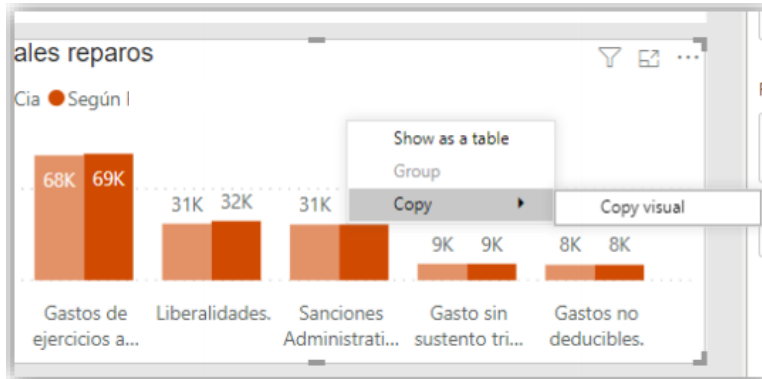 ales reparos
Cia Según
Show as a table
Group
Copy
Copy visual
68K 69K
31K 32K
31K
9K 9K
8K 8K
Gastos de
ejercicios a...
Liberalidades.
Sanciones
Administrati...
Gasto sin
sustento tri...
Gastos no
deducibles.